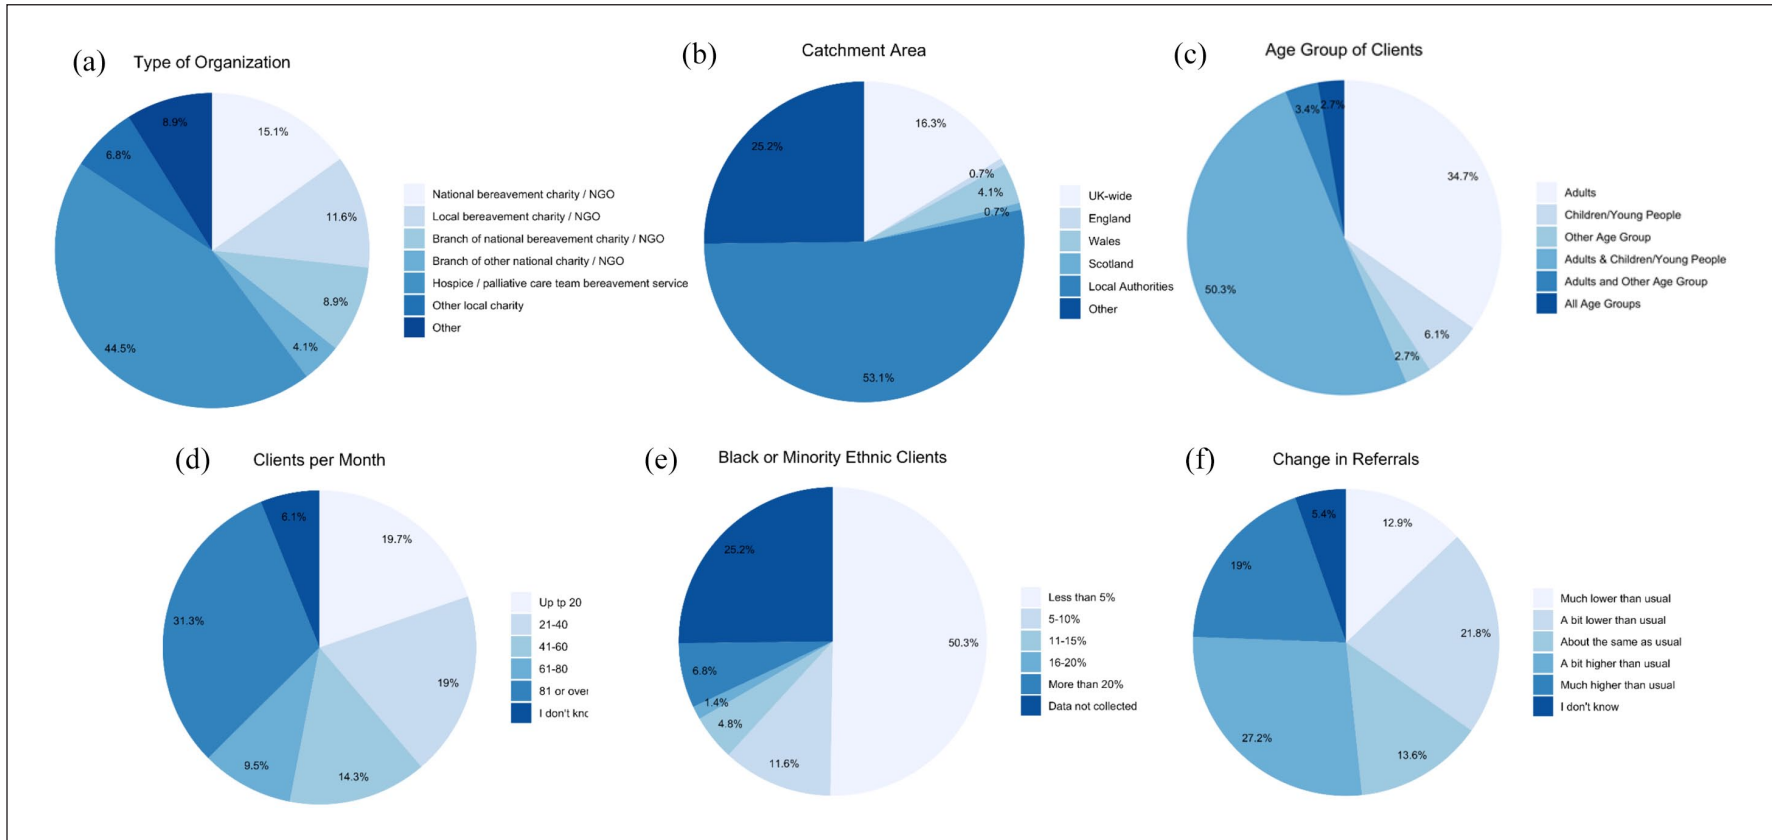 (a) Type of Organization
15.1%
11.6%
8.9%
4.1%
44.5%
6.8%
8.9%
National bereavement charity / NGO
Local bereavement charity / NGO
Branch of national bereavement charity / NGO
Branch of other national charity / NGO
Hospice / palliative care team bereavement service
Other local charity
Other
(b) Catchment Area
16.3%
0.7%
4.1%
0.7%
53.1%
25.2%
UK-wide
England
Wales
Scotland
Local Authorities
Other
(c) Age Group of Clients
34.7%
6.1%
2.7%
50.3%
3.4%
2.7%
Adults
Children/Young People
Other Age Group
Adults & Children/Young People
Adults and Other Age Group
All Age Groups
(d) Clients per Month
19.7%
19%
14.3%
9.5%
31.3%
6.1%
Up tp 20
21-40
41-60
61-80
81 or over
I don't knc
(e) Black or Minority Ethnic Clients
50.3%
11.6%
4.8%
1.4%
6.8%
25.2%
Less than 5%
5-10%
11-15%
16-20%
More than 20%
Data not collected
(f) Change in Referrals
12.9%
21.8%
13.6%
27.2%
19%
5.4%
Much lower than usual
A bit lower than usual
About the same as usual
A bit higher than usual
Much higher than usual
I don't know